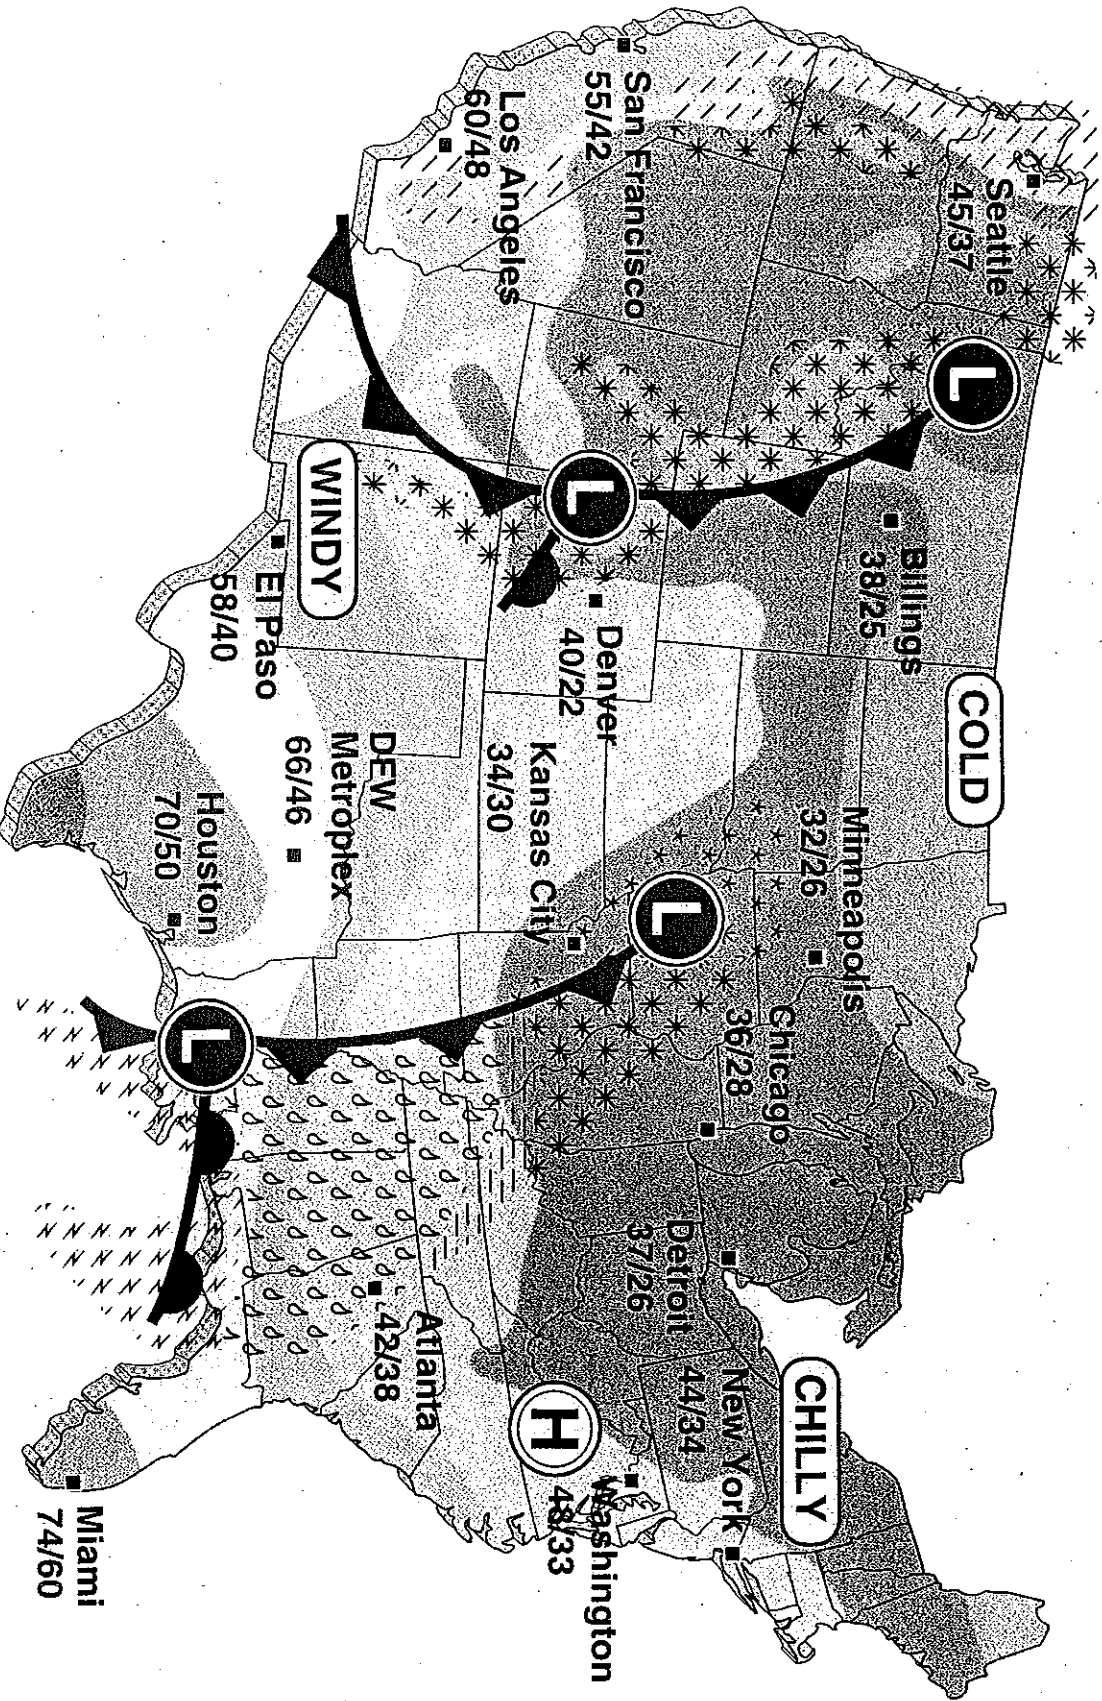 Seattle
45/37
San Francisco
55/42
Los Angeles
60/48
Billings
38/25
COLD
Minneapolis
32/26
Denver
40/22
Kansas City
34/30
Chicago
36/28
Detroit
37/26
CHILLY
New York
44/34
Washington
48/33
WINDY
El Paso
58/40
DFW
Metroplex
66/46
Houston
70/50
Atlanta
42/38
Miami
74/60
L
L
L
L
H